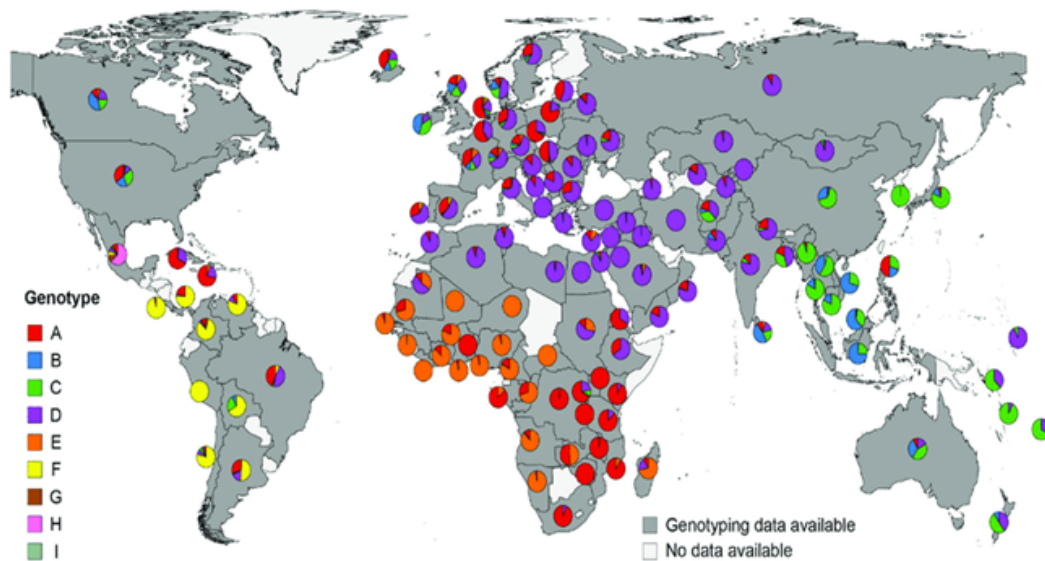 Genotype
A
B
C
D
E
F
G
H
I
Genotyping data available
No data available